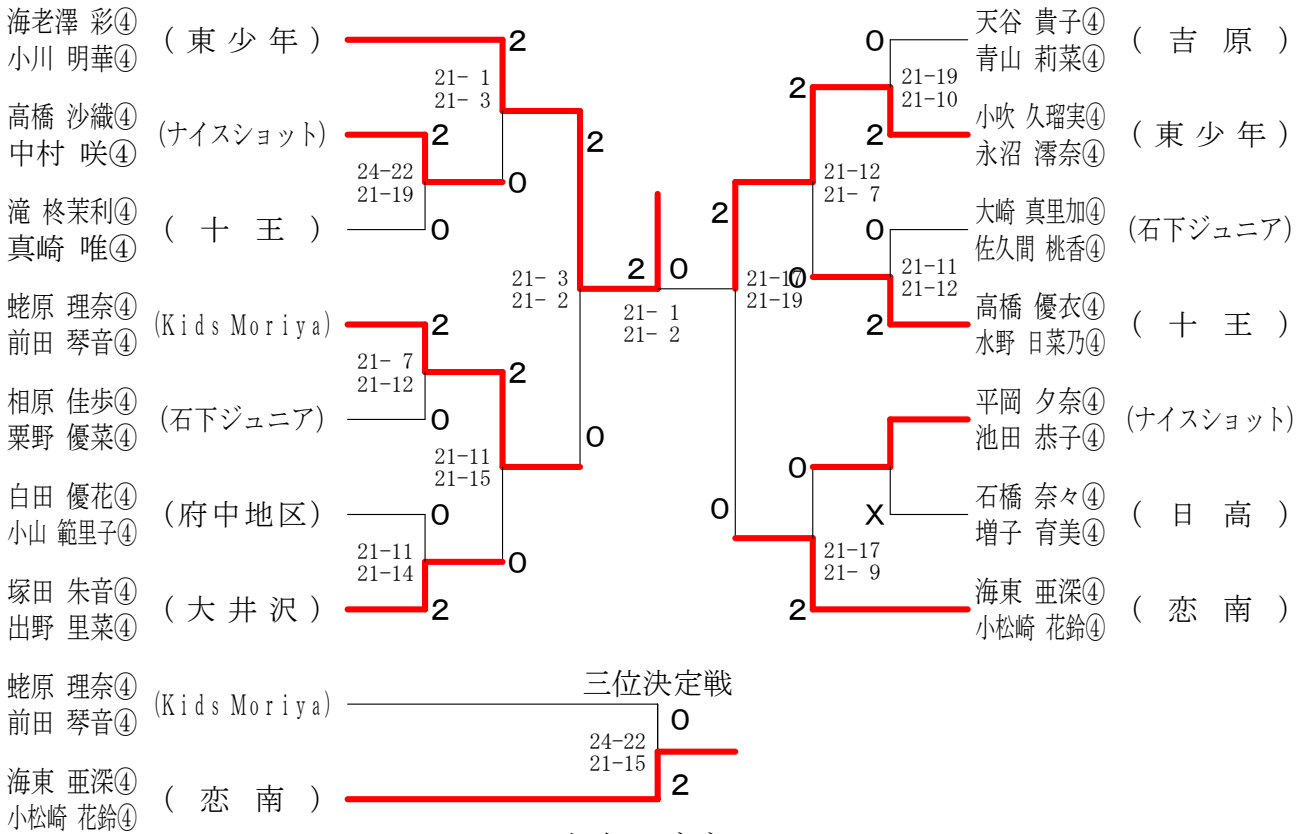 海老澤 彩④
小川 明華④
( 東 少 年 )
2
21- 1
21- 3
高橋 沙織④
中村 咲④
(ナイスショット)
2
24-22
21-19
0
滝 柊茉利④
真崎 唯④
( 十 王 )
0
2
21- 3
21- 2
蛯原 理奈④
前田 琴音④
(Kids Moriya)
2
21- 7
21-12
2
相原 佳歩④
栗野 優菜④
(石下ジュニア)
0
21-11
21-15
0
白田 優花④
小山 範里子④
(府中地区)
0
21-11
21-14
0
塚田 朱音④
出野 里菜④
( 大 井 沢 )
2
2
0
21- 1
21- 2
天谷 貴子④
青山 莉菜④
( 吉 原 )
0
21-19
21-10
2
小吹 久瑠実④
永沼 澪奈④
( 東 少 年 )
2
21-12
21- 7
2
大崎 真里加④
佐久間 桃香④
(石下ジュニア)
0
21-11
21-12
0
21-17
21-19
高橋 優衣④
水野 日菜乃④
( 十 王 )
2
平岡 夕奈④
池田 恭子④
(ナイスショット)
0
石橋 奈々④
増子 育美④
( 日 高 )
X
0
21-17
21- 9
海東 亜深④
小松崎 花鈴④
( 恋 南 )
2
三位決定戦
蛯原 理奈④
前田 琴音④
(Kids Moriya)
0
24-22
21-15
海東 亜深④
小松崎 花鈴④
( 恋 南 )
2